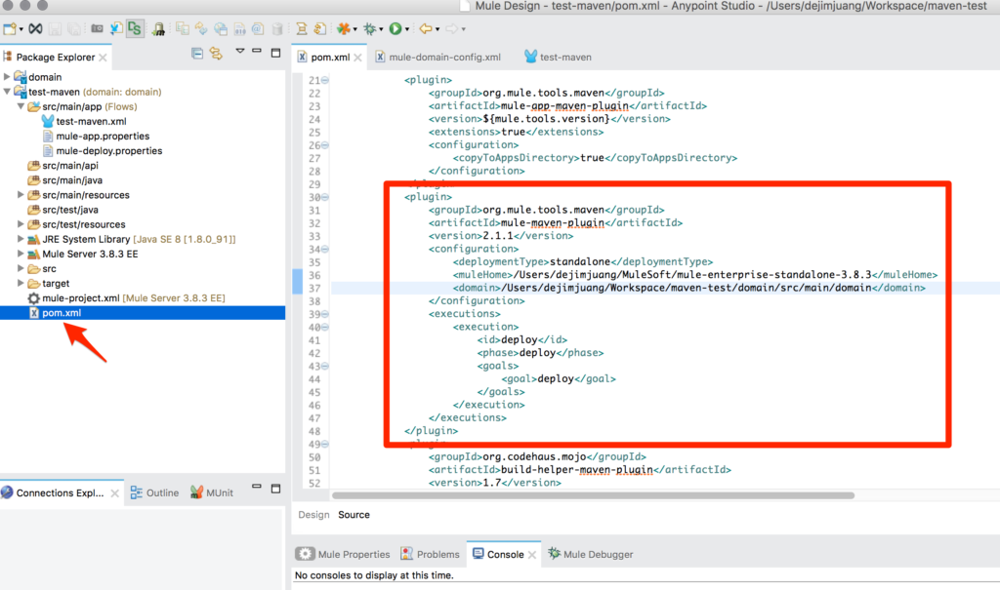 Mule Design - test-maven/pom.xml - Anypoint Studio - /Users/dejimjuang/Workspace/maven-test
Package Explorer
domain
test-maven (domain: domain)
src/main/app (Flows)
test-maven.xml
mule-app.properties
mule-deploy.properties
src/main/api
src/main/java
src/main/resources
src/test/java
src/test/resources
JRE System Library [Java SE 8 [1.8.0_91]]
Mule Server 3.8.3 EE
src
target
mule-project.xml [Mule Server 3.8.3 EE]
pom.xml
Connections Expl... Outline MUnit
pom.xml mule-domain-config.xml test-maven
21 <plugin>
22 <groupId>org.mule.tools.maven</groupId>
23 <artifactId>mule-app-maven-plugin</artifactId>
24 <version>${mule.tools.version}</version>
25 <extensions>true</extensions>
26 <configuration>
27 <copyToAppsDirectory>true</copyToAppsDirectory>
28 </configuration>
29 </plugin>
30 <plugin>
31 <groupId>org.mule.tools.maven</groupId>
32 <artifactId>mule-maven-plugin</artifactId>
33 <version>2.1.1</version>
34 <configuration>
35 <deploymentType>standalone</deploymentType>
36 <muleHome>/Users/dejimjuang/MuleSoft/mule-enterprise-standalone-3.8.3</muleHome>
37 <domain>/Users/dejimjuang/Workspace/maven-test/domain/src/main/domain</domain>
38 </configuration>
39 <executions>
40 <execution>
41 <id>deploy</id>
42 <phase>deploy</phase>
43 <goals>
44 <goal>deploy</goal>
45 </goals>
46 </execution>
47 </executions>
48 </plugin>
49 <plugin>
50 <groupId>org.codehaus.mojo</groupId>
51 <artifactId>build-helper-maven-plugin</artifactId>
52 <version>1.7</version>
Design Source
Mule Properties Problems Console Mule Debugger
No consoles to display at this time.